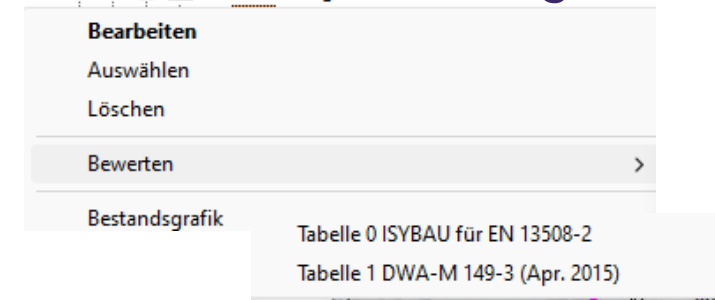 Bearbeiten
Auswählen
Löschen
Bewerten
Bestandsgrafik
Tabelle 0 ISYBAU für EN 13508-2
Tabelle 1 DWA-M 149-3 (Apr. 2015)